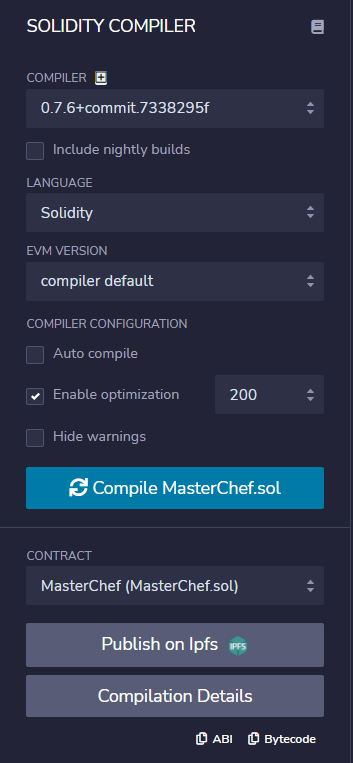 SOLIDITY COMPILER
COMPILER
0.7.6+commit.7338295f
Include nightly builds
LANGUAGE
Solidity
EVM VERSION
compiler default
COMPILER CONFIGURATION
Auto compile
Enable optimization 200
Hide warnings
Compile MasterChef.sol
CONTRACT
MasterChef (MasterChef.sol)
Publish on Ipfs IPFS
Compilation Details
ABI Bytecode